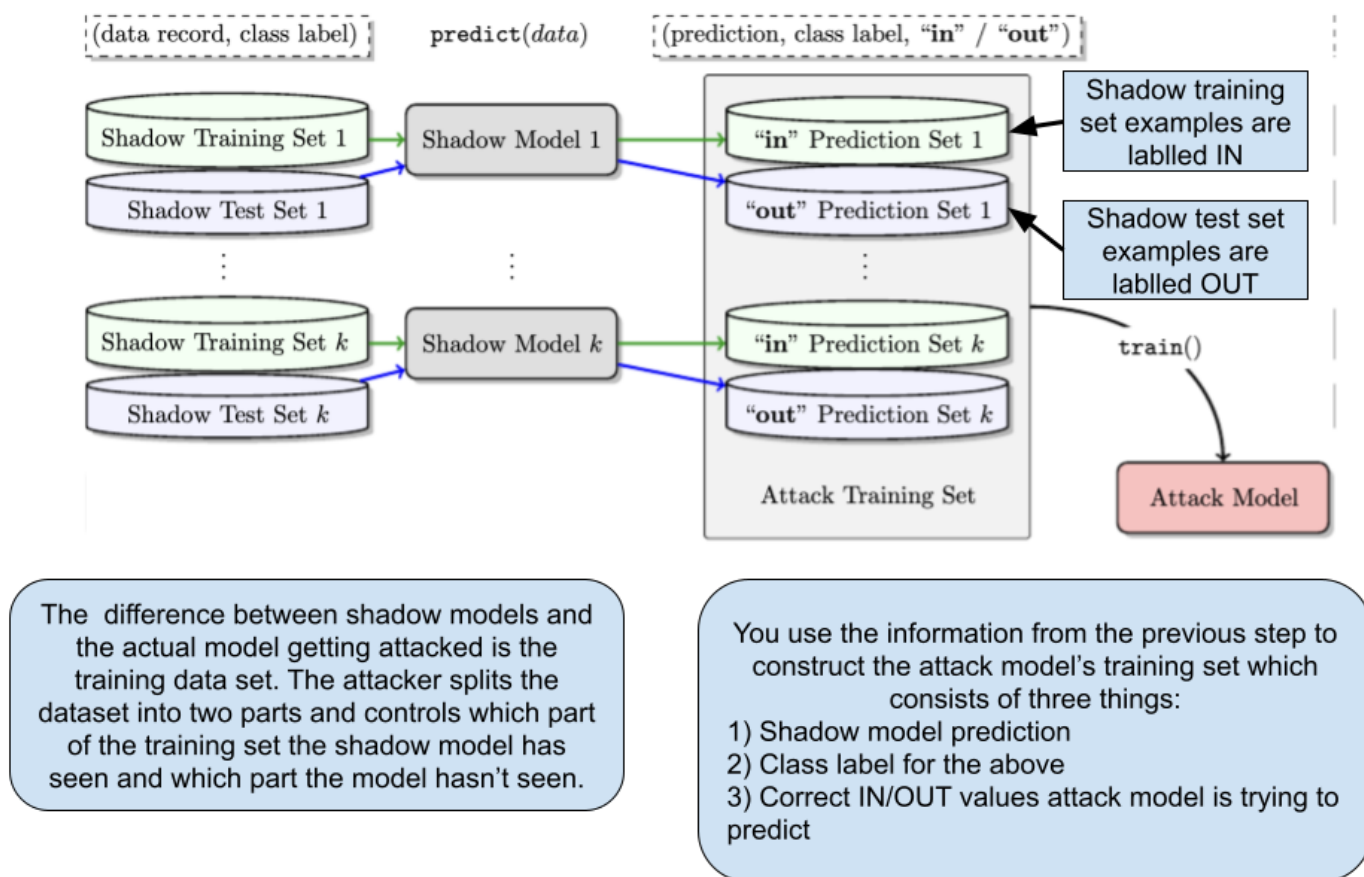 (data record, class label)
predict(data)
(prediction, class label, “in” / “out”)
Shadow Training Set 1
Shadow Model 1
“in” Prediction Set 1
Shadow training
set examples are
lablled IN
Shadow Test Set 1
“out” Prediction Set 1
Shadow test set
examples are
lablled OUT
⋮
⋮
⋮
Shadow Training Set k
Shadow Model k
“in” Prediction Set k
train()
Shadow Test Set k
“out” Prediction Set k
Attack Training Set
Attack Model
The difference between shadow models and
the actual model getting attacked is the
training data set. The attacker splits the
dataset into two parts and controls which part
of the training set the shadow model has
seen and which part the model hasn’t seen.
You use the information from the previous step to
construct the attack model’s training set which
consists of three things:
1) Shadow model prediction
2) Class label for the above
3) Correct IN/OUT values attack model is trying to
predict